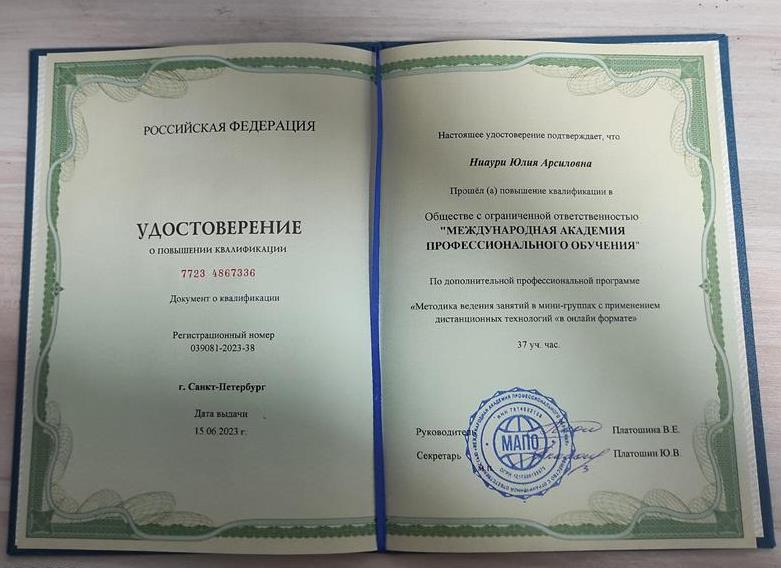 РОССИЙСКАЯ ФЕДЕРАЦИЯ
УДОСТОВЕРЕНИЕ
О ПОВЫШЕНИИ КВАЛИФИКАЦИИ
7723 4867336
Документ о квалификации
Регистрационный номер
039081-2023-38
г. Санкт-Петербург
Дата выдачи
15.06.2023 г.
Настоящее удостоверение подтверждает, что
Ниаури Юлия Арсиловна
Прошёл (а) повышение квалификации в
Обществе с ограниченной ответственностью
"МЕЖДУНАРОДНАЯ АКАДЕМИЯ
ПРОФЕССИОНАЛЬНОГО ОБУЧЕНИЯ"
По дополнительной профессиональной программе
«Методика ведения занятий в мини-группах с применением
дистанционных технологий «в онлайн формате»
37 уч. час.
Руководитель Платошина В.Е.
Секретарь Платошин Ю.В.
М.П.
МАПО